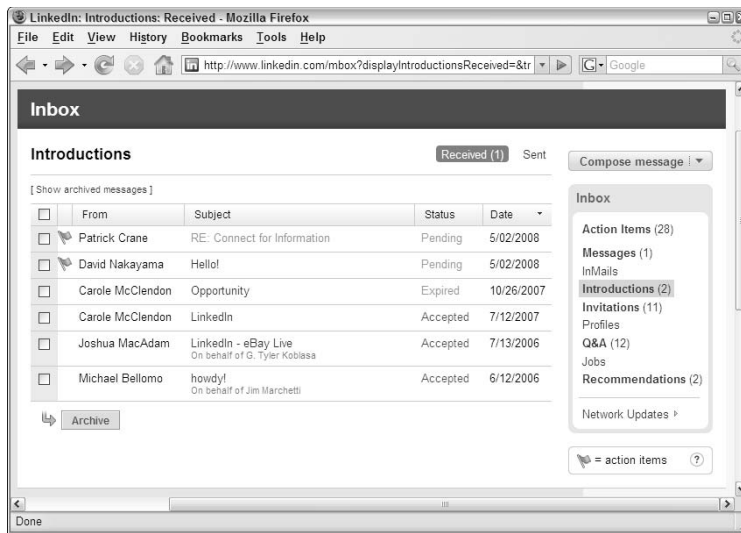 LinkedIn: Introductions: Received - Mozilla Firefox
File Edit View History Bookmarks Tools Help
http://www.linkedin.com/mbox?displayIntroductionsReceived=&tr
G Google
Inbox
Introductions
Received (1) Sent
Compose message
[ Show archived messages ]
From Subject Status Date
Patrick Crane RE: Connect for Information Pending 5/02/2008
David Nakayama Hello! Pending 5/02/2008
Carole McClendon Opportunity Expired 10/26/2007
Carole McClendon LinkedIn Accepted 7/12/2007
Joshua MacAdam LinkedIn - eBay Live Accepted 7/13/2006
On behalf of G. Tyler Koblasa
Michael Bellomo howdy! Accepted 6/12/2006
On behalf of Jim Marchetti
Archive
Inbox
Action Items (28)
Messages (1)
InMails
Introductions (2)
Invitations (11)
Profiles
Q&A (12)
Jobs
Recommendations (2)
Network Updates
= action items ?
Done